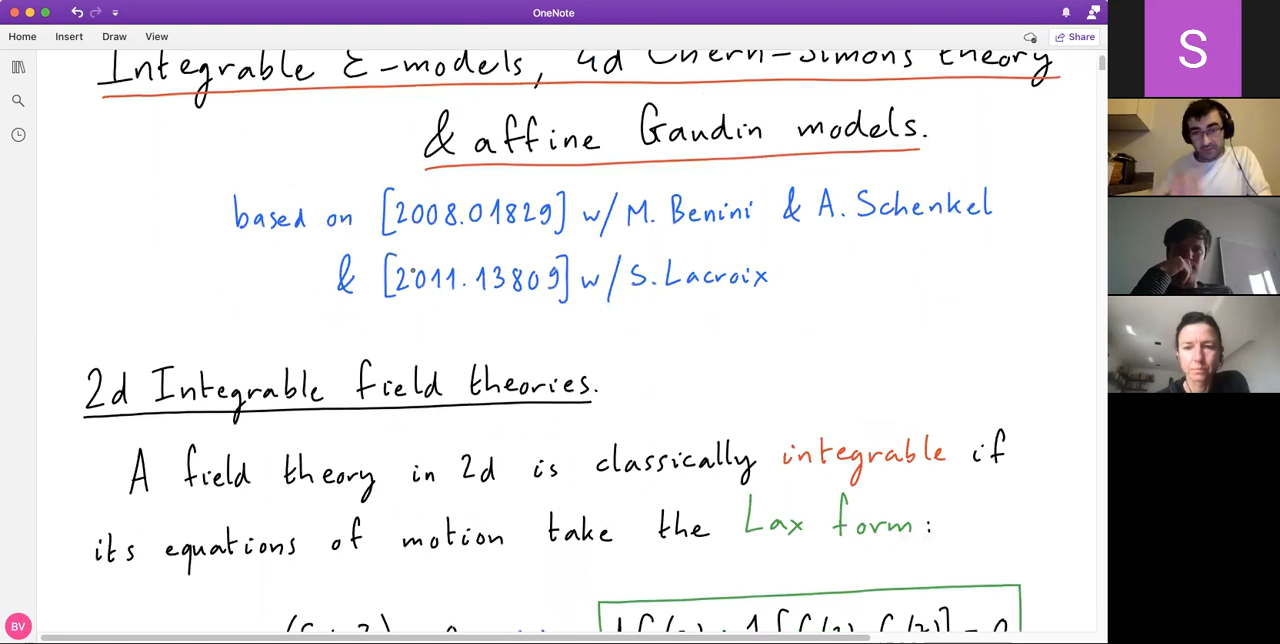 OneNote
Home Insert Draw View
Share
S
Integrable E-models, 4d Chern-Simons theory
& affine Gaudin models.
based on [2008.01829] w/ M. Benini & A. Schenkel
& [2011.13809] w/ S. Lacroix
2d Integrable field theories.
A field theory in 2d is classically integrable if
its equations of motion take the Lax form:
BV